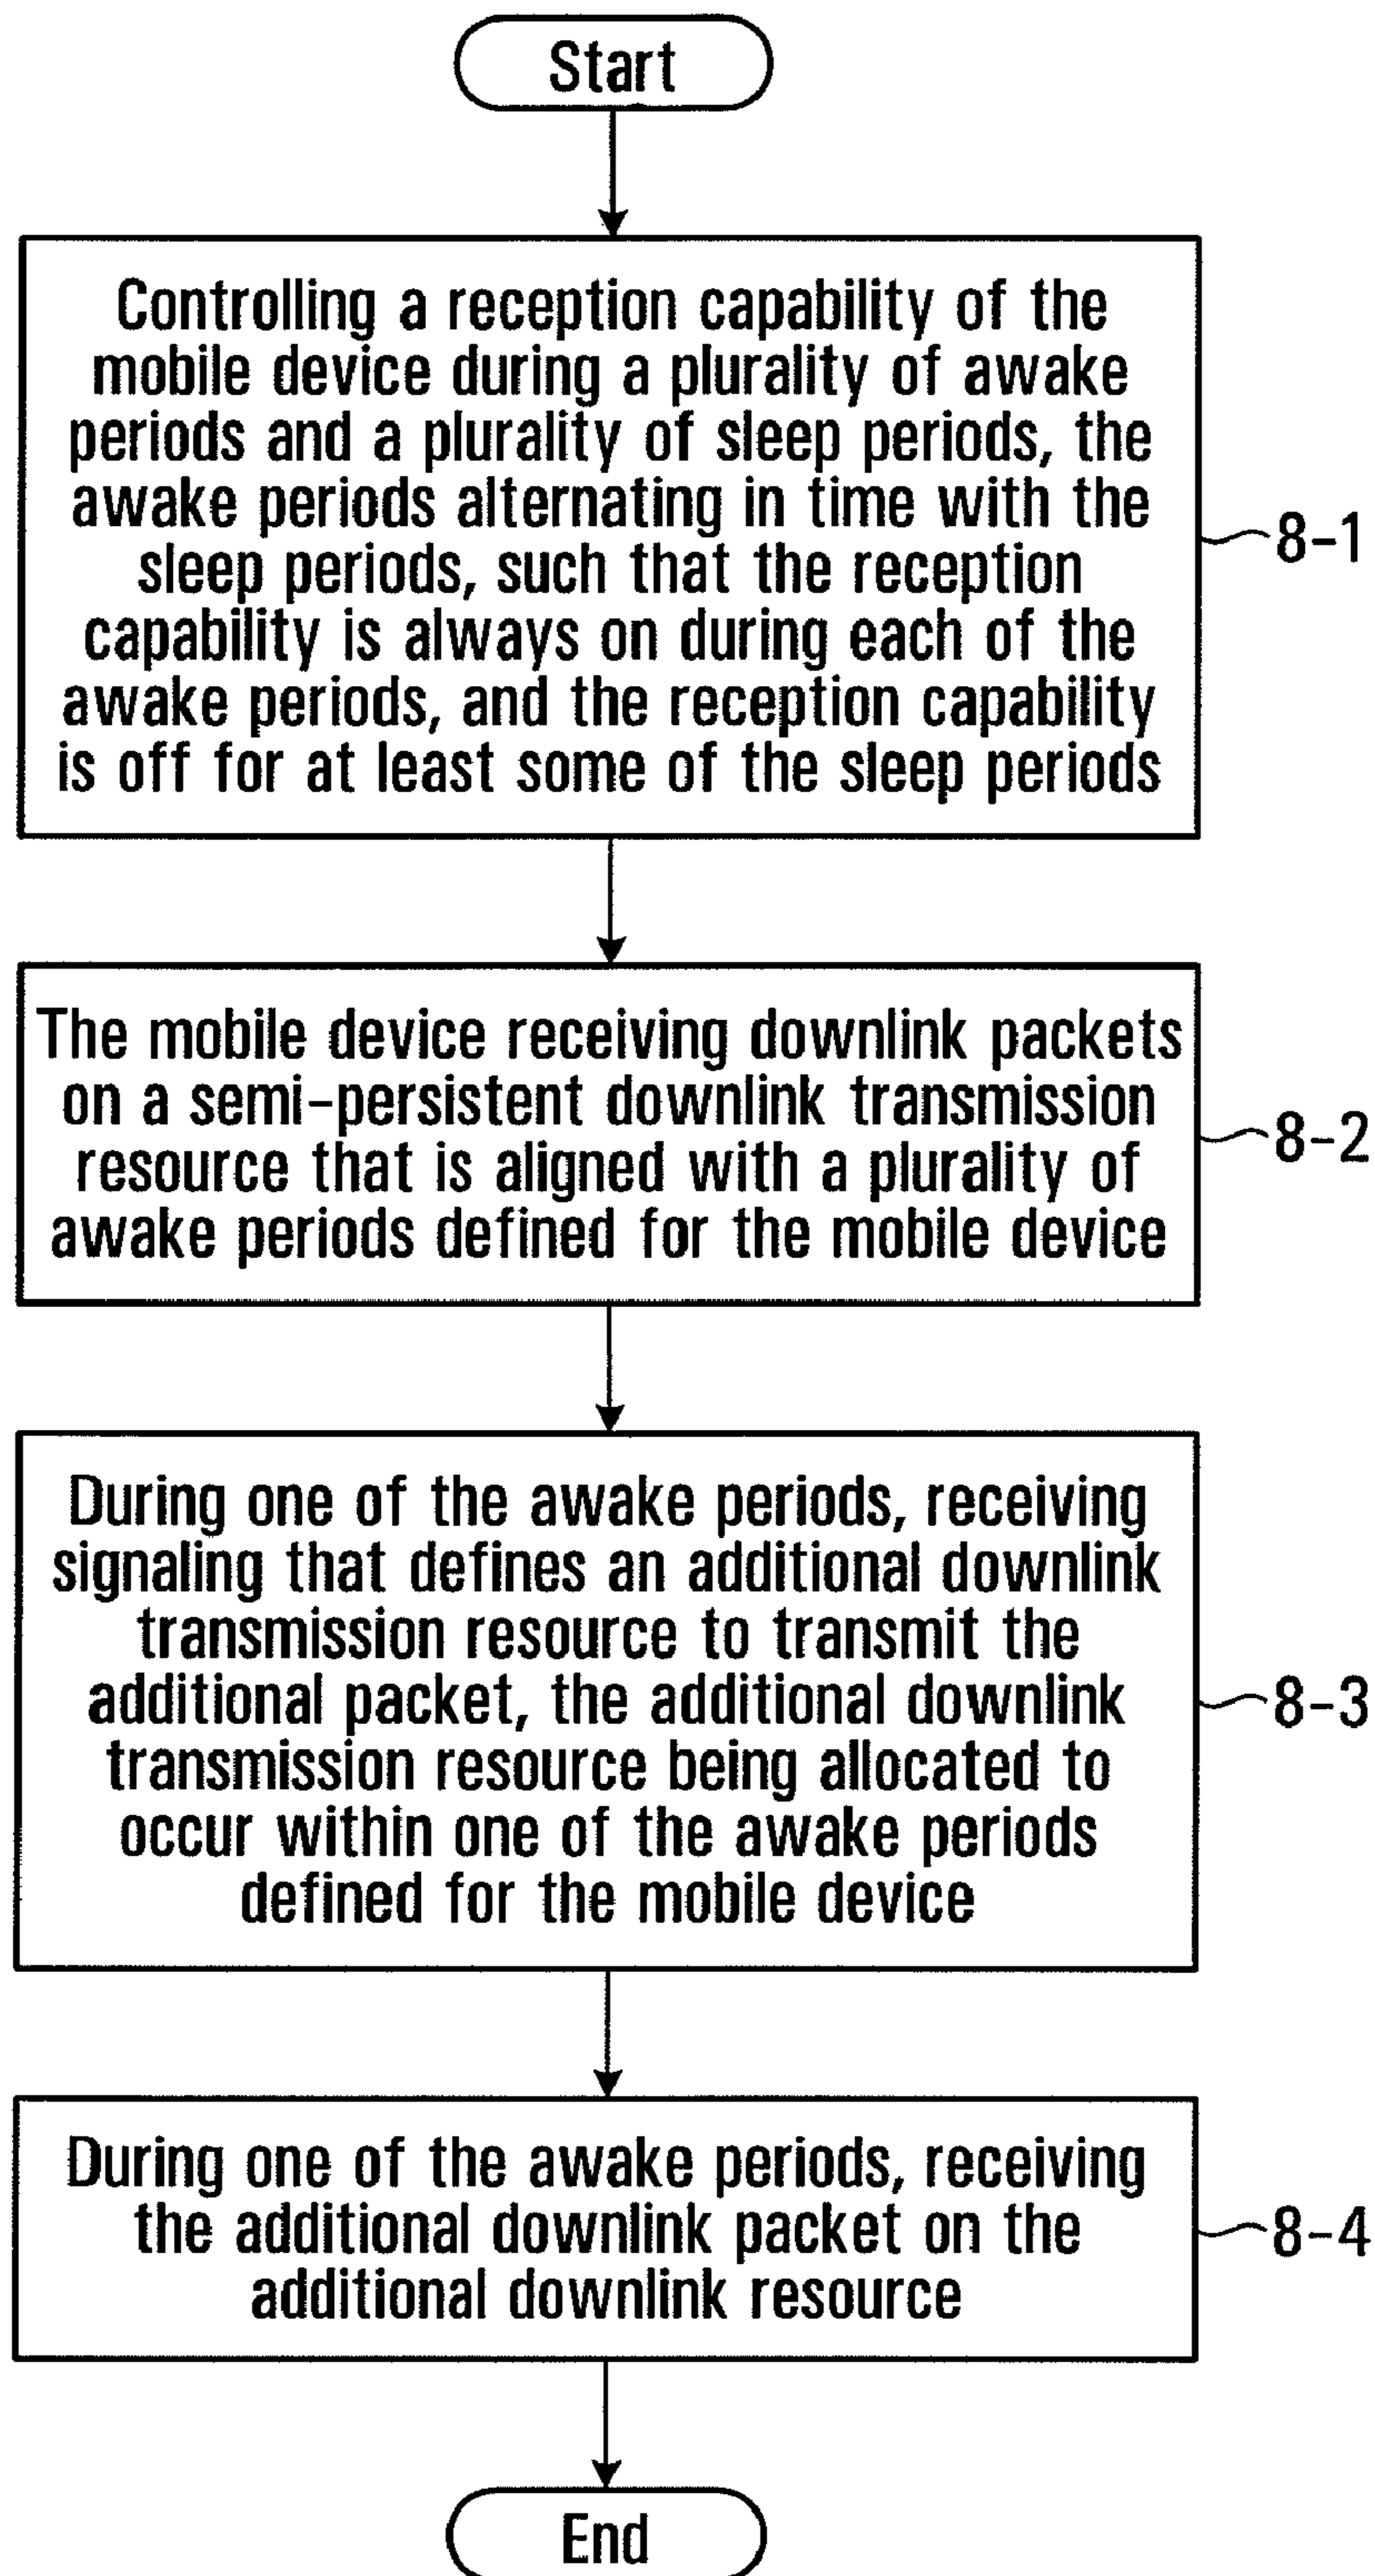 Start
Controlling a reception capability of the
mobile device during a plurality of awake
periods and a plurality of sleep periods, the
awake periods alternating in time with the
sleep periods, such that the reception
capability is always on during each of the
awake periods, and the reception capability
is off for at least some of the sleep periods
8-1
The mobile device receiving downlink packets
on a semi-persistent downlink transmission
resource that is aligned with a plurality of
awake periods defined for the mobile device
8-2
During one of the awake periods, receiving
signaling that defines an additional downlink
transmission resource to transmit the
additional packet, the additional downlink
transmission resource being allocated to
occur within one of the awake periods
defined for the mobile device
8-3
During one of the awake periods, receiving
the additional downlink packet on the
additional downlink resource
8-4
End